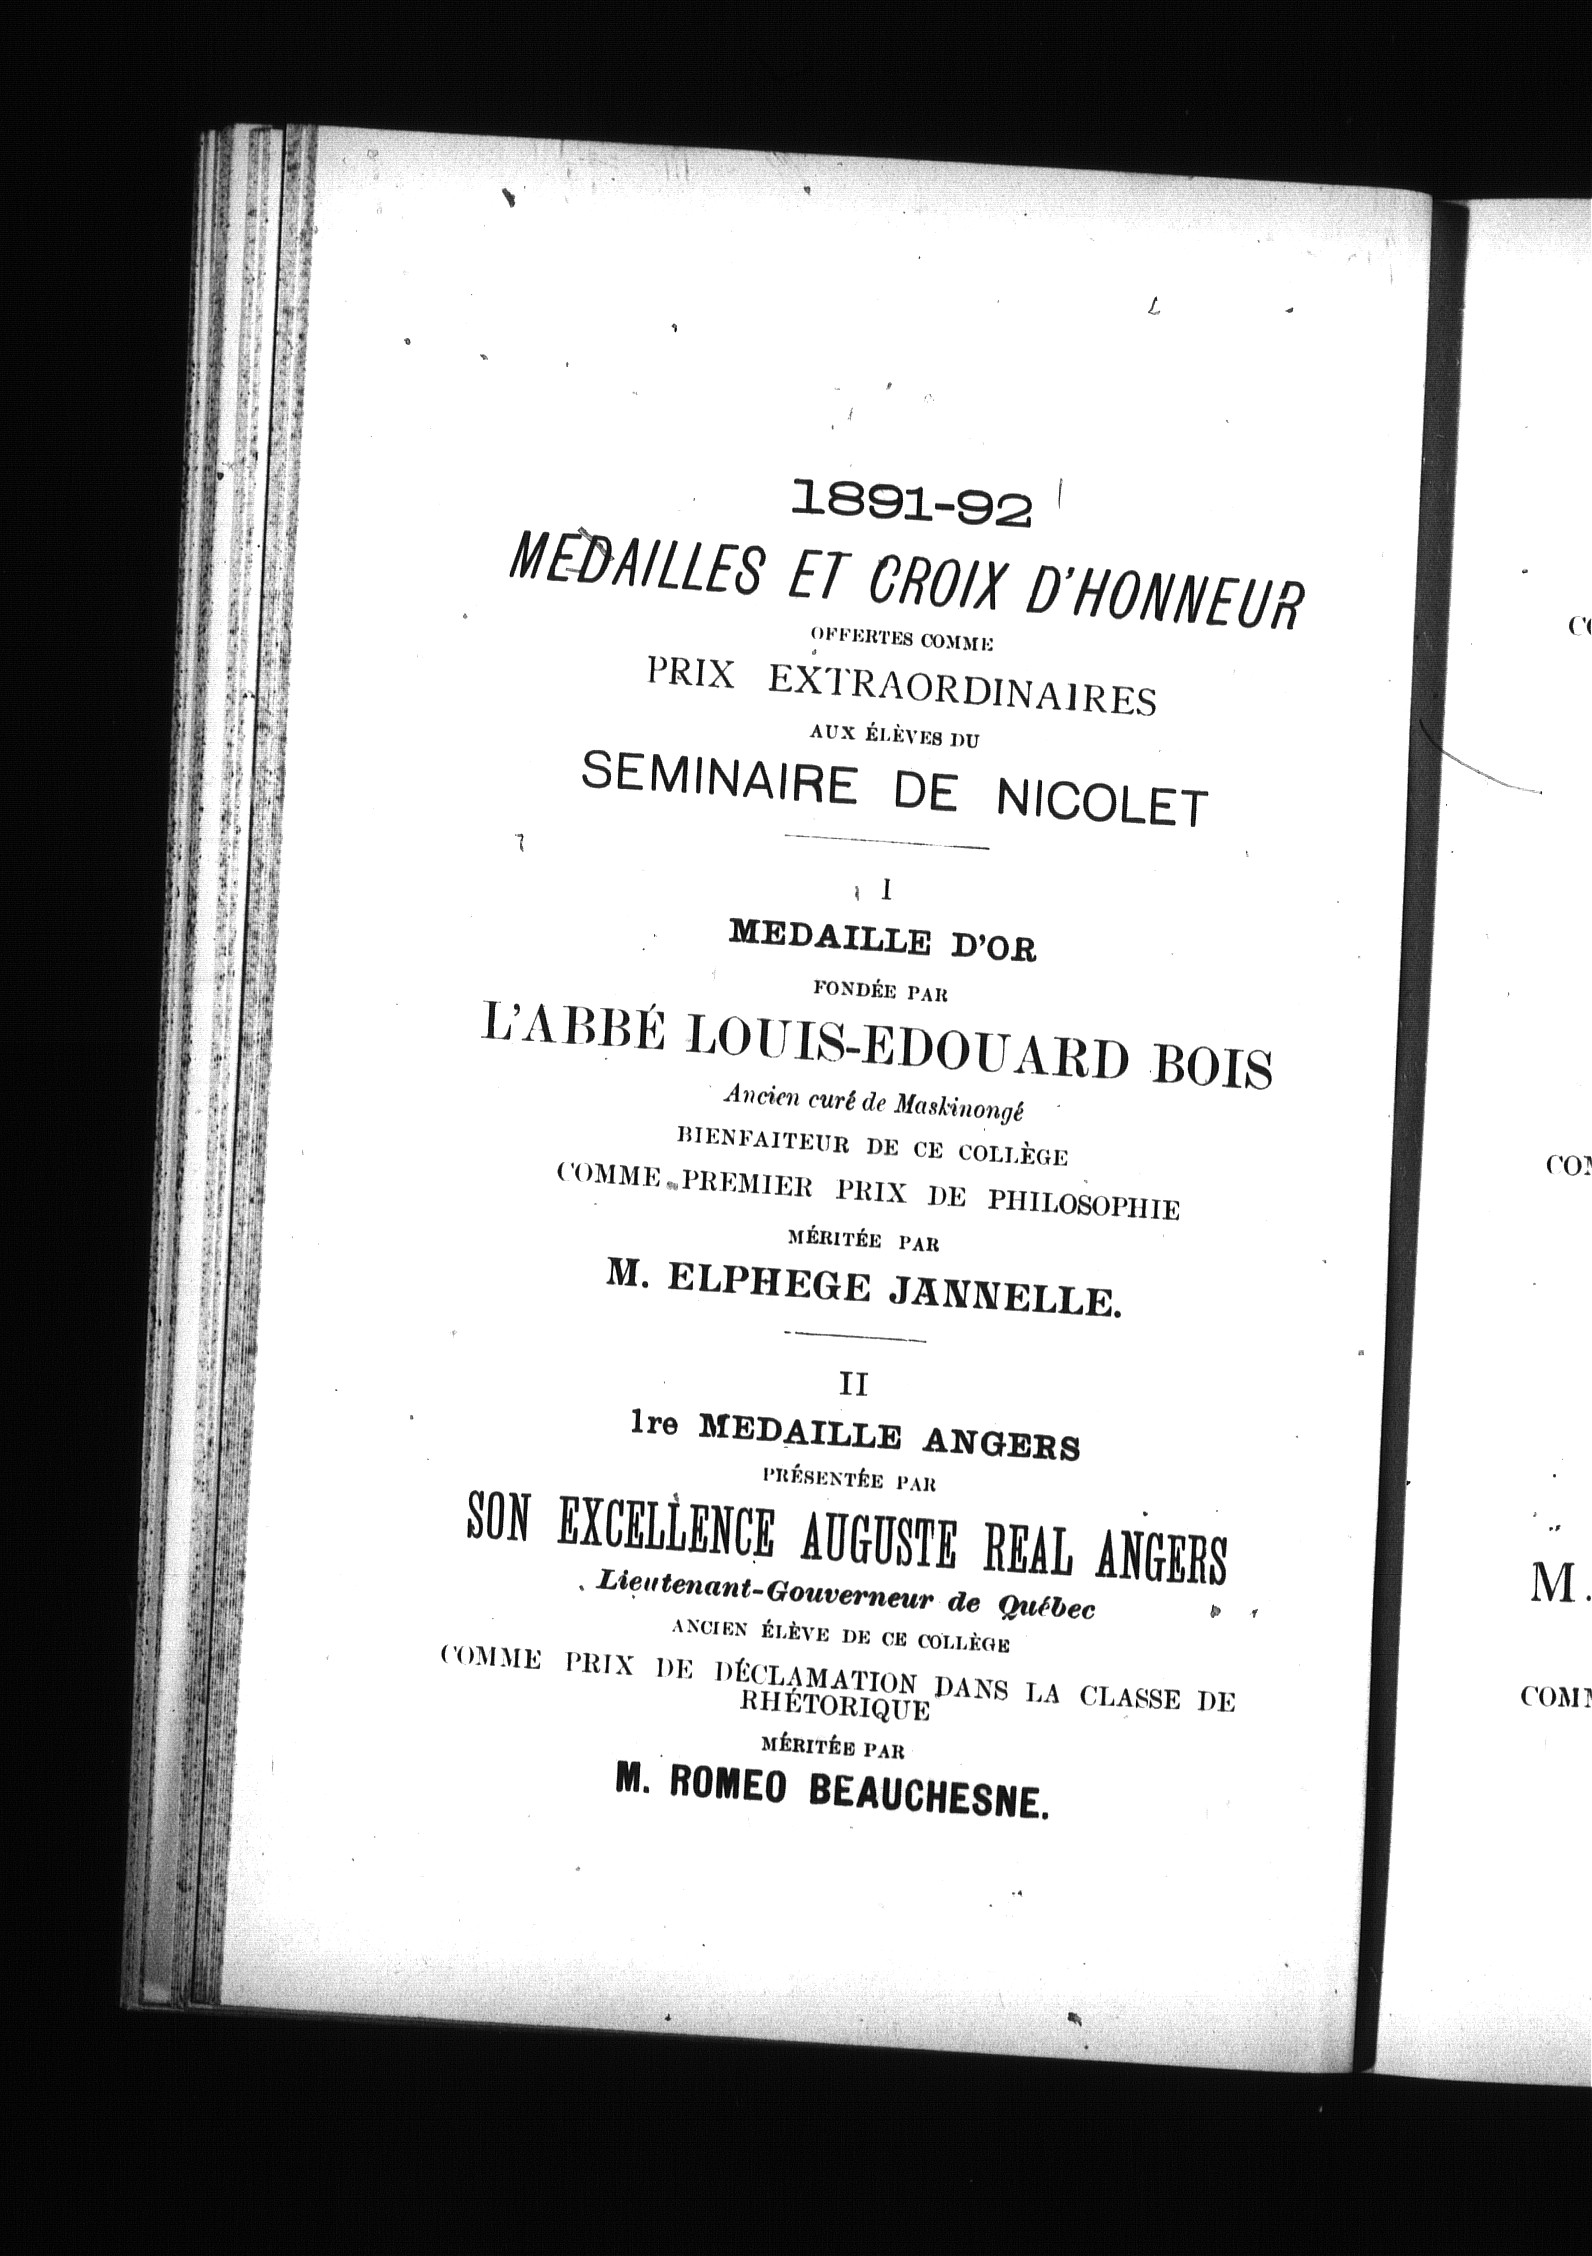 1891-92
MEDAILLES ET CROIX D'HONNEUR
OFFERTES COMME
PRIX EXTRAORDINAIRES
AUX ÉLÈVES DU
SEMINAIRE DE NICOLET
I
MEDAILLE D'OR
FONDÉE PAR
L'ABBÉ LOUIS-EDOUARD BOIS
Ancien curé de Maskinongé
BIENFAITEUR DE CE COLLÈGE
COMME PREMIER PRIX DE PHILOSOPHIE
MÉRITÉE PAR
M. ELPHEGE JANNELLE.
II
1re MEDAILLE ANGERS
PRÉSENTÉE PAR
SON EXCELLENCE AUGUSTE REAL ANGERS
Lieutenant-Gouverneur de Québec
ANCIEN ÉLÈVE DE CE COLLÈGE
COMME PRIX DE DÉCLAMATION DANS LA CLASSE DE
RHÉTORIQUE
MÉRITÉE PAR
M. ROMEO BEAUCHESNE.
M.